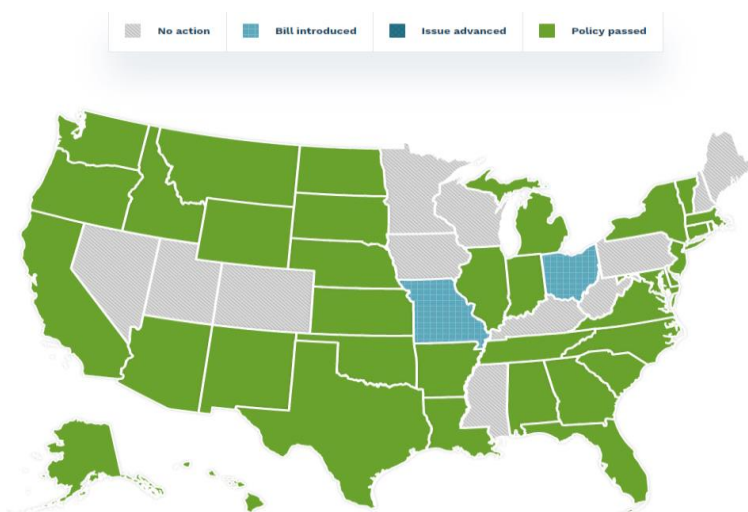 No action
Bill introduced
Issue advanced
Policy passed